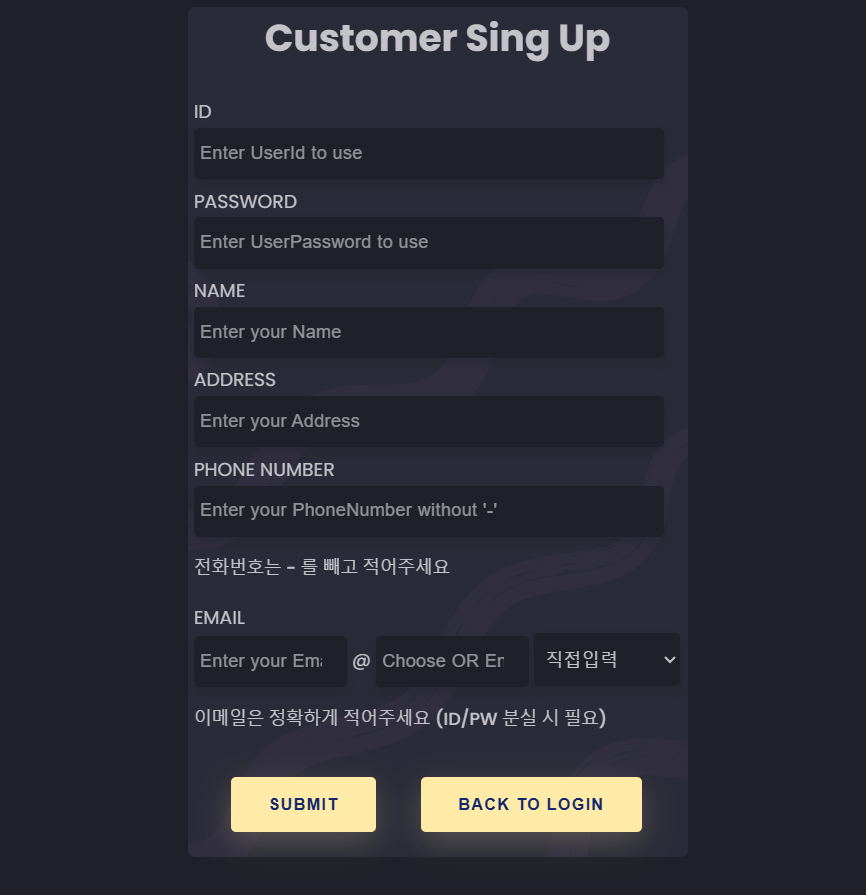 Customer Sing Up
ID
Enter UserId to use
PASSWORD
Enter UserPassword to use
NAME
Enter your Name
ADDRESS
Enter your Address
PHONE NUMBER
Enter your PhoneNumber without '-'
전화번호는 - 를 빼고 적어주세요
EMAIL
Enter your Ema @ Choose OR En 직접입력
이메일은 정확하게 적어주세요 (ID/PW 분실 시 필요)
SUBMIT BACK TO LOGIN